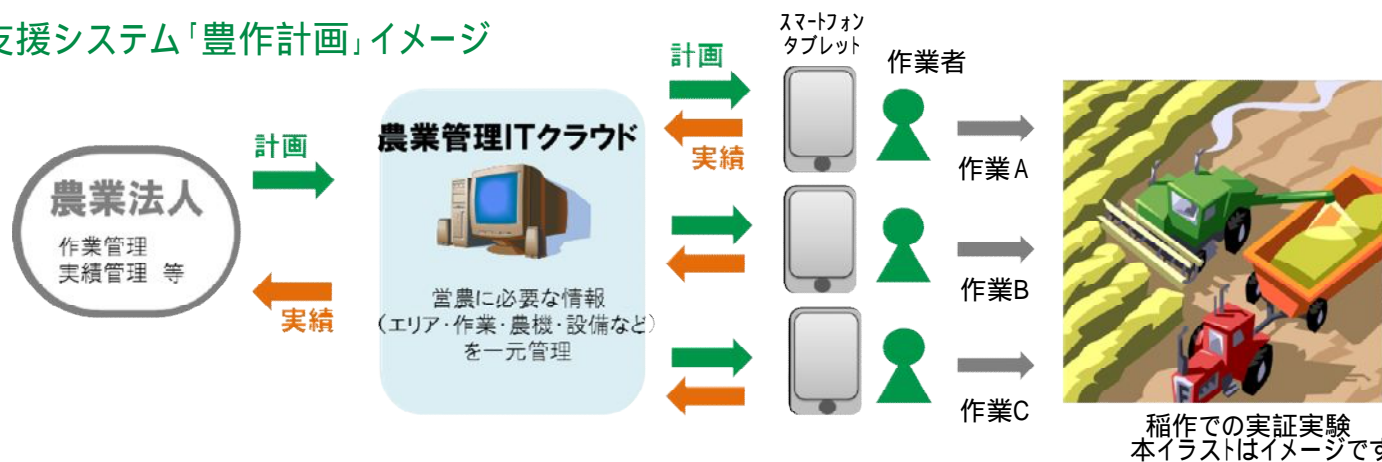 支援システム「豊作計画」イメージ
農業法人
作業管理
実績管理 等
計画
実績
農業管理ITクラウド
営農に必要な情報
(エリア・作業・農機・設備など)
を一元管理
計画
実績
スマートフォン
タブレット
作業者
作業A
作業B
作業C
稲作での実証実験
本イラストはイメージです